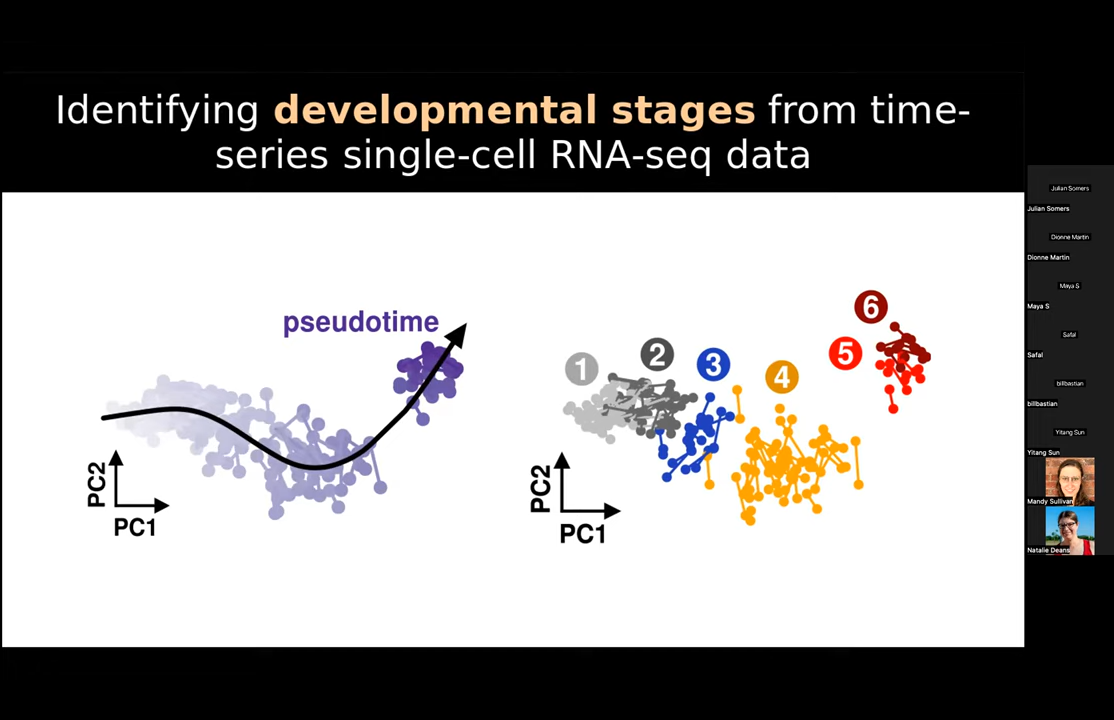 Identifying developmental stages from time-
series single-cell RNA-seq data
pseudotime
PC2
PC1
1
2
3
4
5
6
PC2
PC1
Julian Somers
Julian Somers
Dionne Martin
Dionne Martin
Maya S
Maya S
Safal
Safal
billbastian
billbastian
Yitang Sun
Yitang Sun
Mandy Sullivan
Natalie Deans